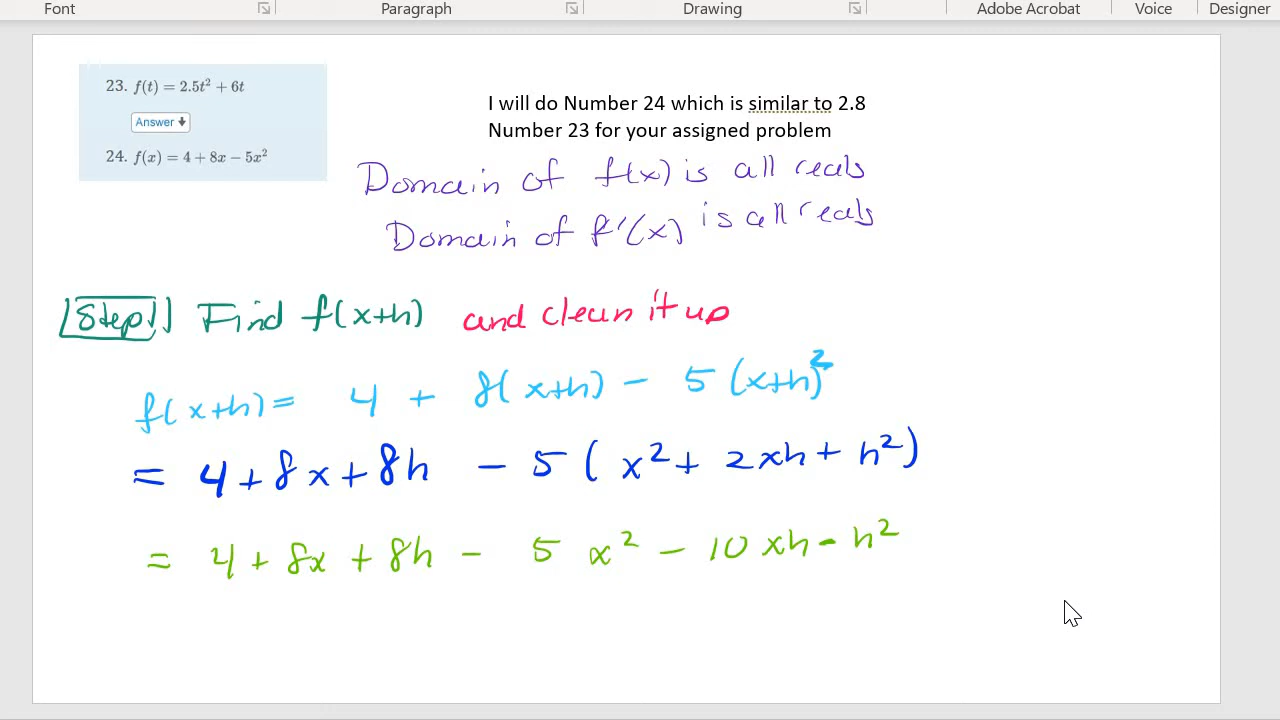 Font Paragraph Drawing Adobe Acrobat Voice Designer
23. f(t) = 2.5t² + 6t
Answer
24. f(x) = 4 + 8x − 5x²
I will do Number 24 which is similar to 2.8
Number 23 for your assigned problem
Domain of f(x) is all reals
Domain of f'(x) is all reals
Step 1 Find f(x+h) and clean it up
f(x+h) = 4 + 8(x+h) − 5(x+h)²
= 4 + 8x + 8h − 5(x² + 2xh + h²)
= 4 + 8x + 8h − 5x² − 10xh − h²